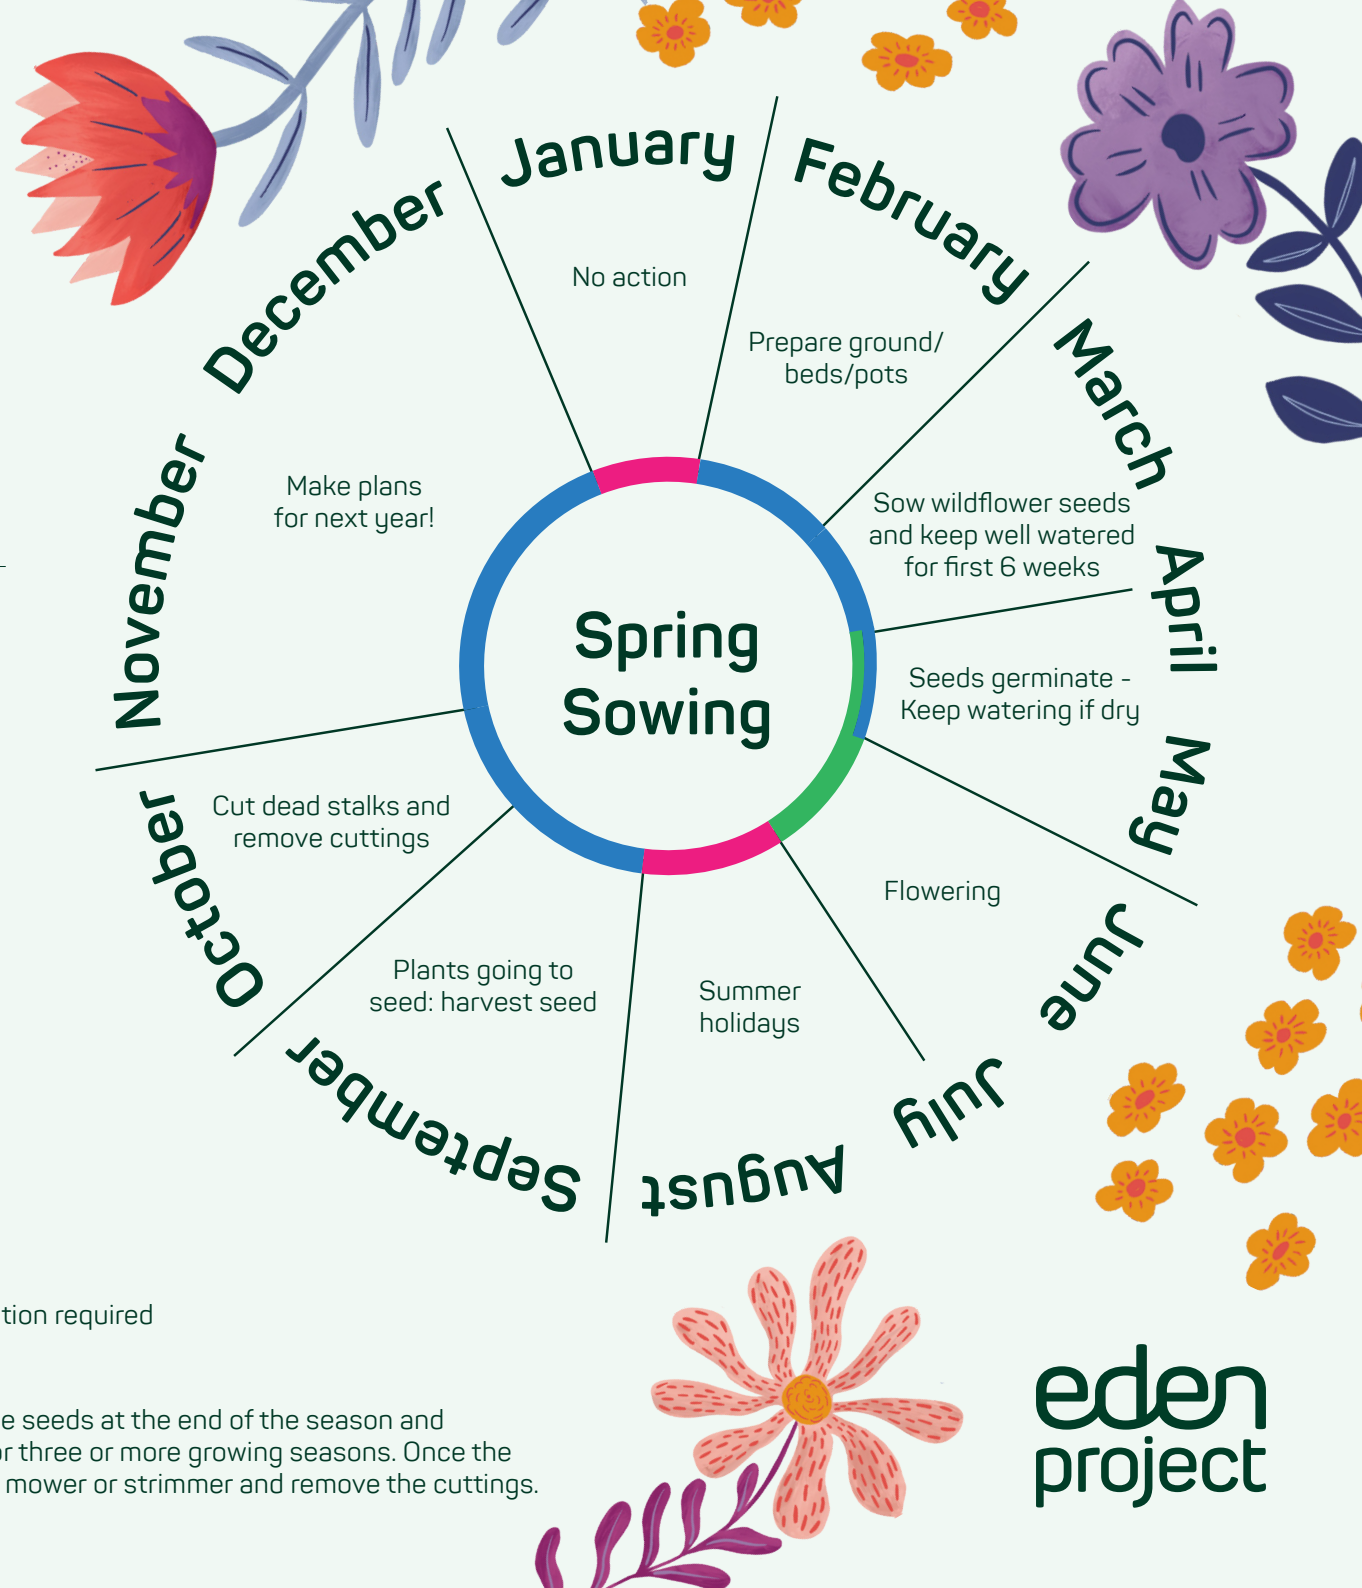 January
No action
February
Prepare ground/
beds/pots
March
Sow wildflower seeds
and keep well watered
for first 6 weeks
April
Seeds germinate -
Keep watering if dry
May
June
Flowering
July
Summer
holidays
August
September
Plants going to
seed: harvest seed
October
Cut dead stalks and
remove cuttings
November
Make plans
for next year!
December
Spring
Sowing
tion required
e seeds at the end of the season and
or three or more growing seasons. Once the
mower or strimmer and remove the cuttings.
eden
project